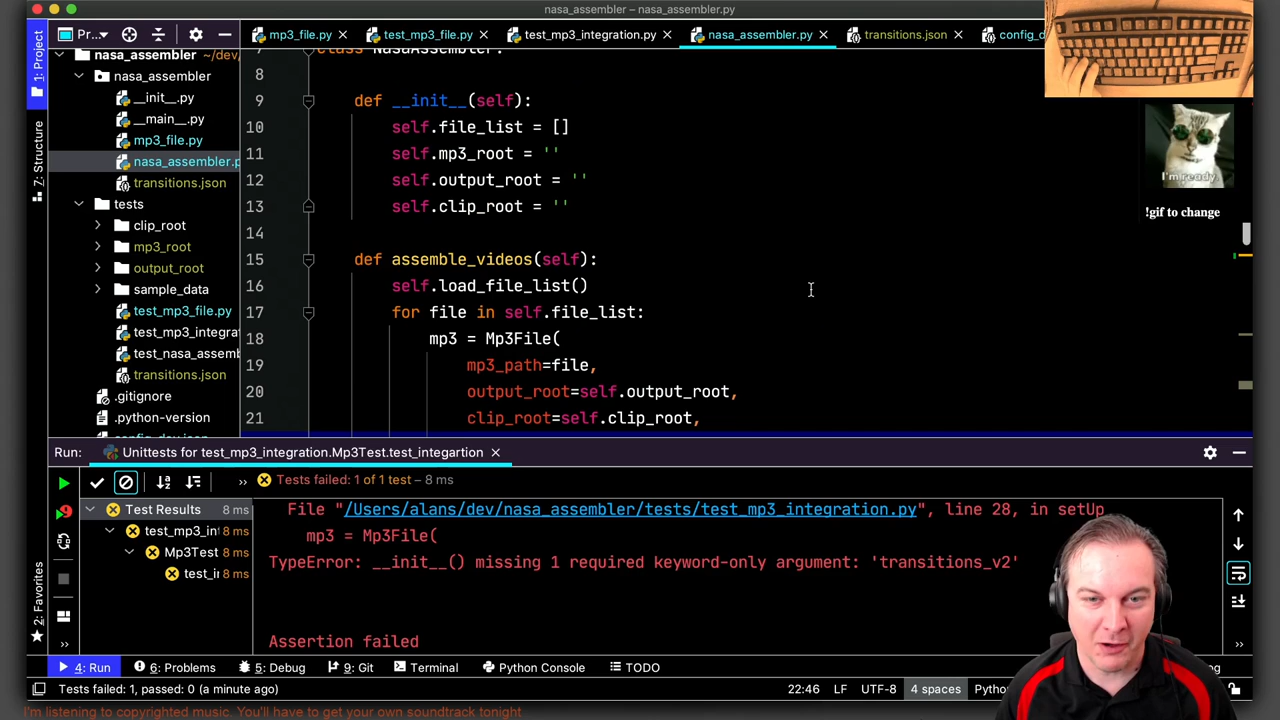 nasa_assembler – nasa_assembler.py
Pr...
mp3_file.py
test_mp3_file.py
test_mp3_integration.py
nasa_assembler.py
transitions.json
1: Project
7: Structure
2: Favorites
nasa_assembler ~/dev/
nasa_assembler
__init__.py
__main__.py
mp3_file.py
nasa_assembler.p
transitions.json
tests
clip_root
mp3_root
output_root
sample_data
test_mp3_file.py
test_mp3_integra
test_nasa_assemb
transitions.json
.gitignore
.python-version
8
9 def __init__(self):
10 self.file_list = []
11 self.mp3_root = ''
12 self.output_root = ''
13 self.clip_root = ''
14
15 def assemble_videos(self):
16 self.load_file_list()
17 for file in self.file_list:
18 mp3 = Mp3File(
19 mp3_path=file,
20 output_root=self.output_root,
21 clip_root=self.clip_root,
I'm ready
!gif to change
Run: Unittests for test_mp3_integration.Mp3Test.test_integartion
Tests failed: 1 of 1 test – 8 ms
Test Results 8 ms
test_mp3_in 8 ms
Mp3Test 8 ms
test_i 8 ms
File "/Users/alans/dev/nasa_assembler/tests/test_mp3_integration.py", line 28, in setUp
mp3 = Mp3File(
TypeError: __init__() missing 1 required keyword-only argument: 'transitions_v2'
Assertion failed
4: Run 6: Problems 5: Debug 9: Git Terminal Python Console TODO
Tests failed: 1, passed: 0 (a minute ago)
22:46 LF UTF-8 4 spaces
I'm listening to copyrighted music. You'll have to get your own soundtrack tonight